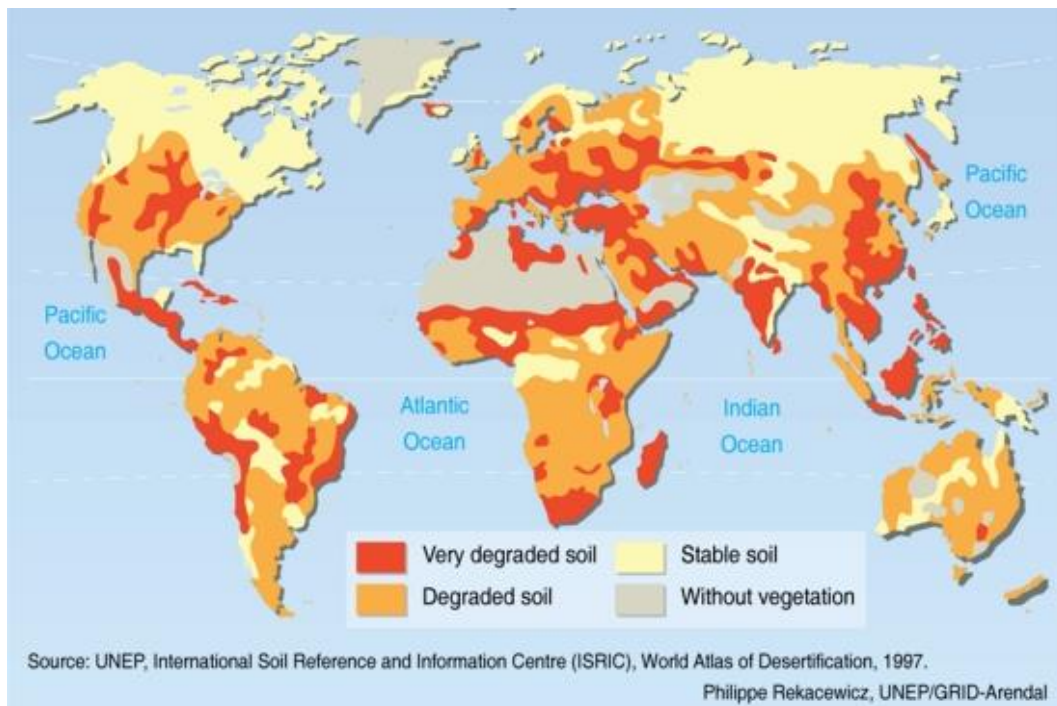 Pacific
Ocean
Pacific
Ocean
Atlantic
Ocean
Indian
Ocean
Very degraded soil
Stable soil
Degraded soil
Without vegetation
Source: UNEP, International Soil Reference and Information Centre (ISRIC), World Atlas of Desertification, 1997.
Philippe Rekacewicz, UNEP/GRID-Arendal